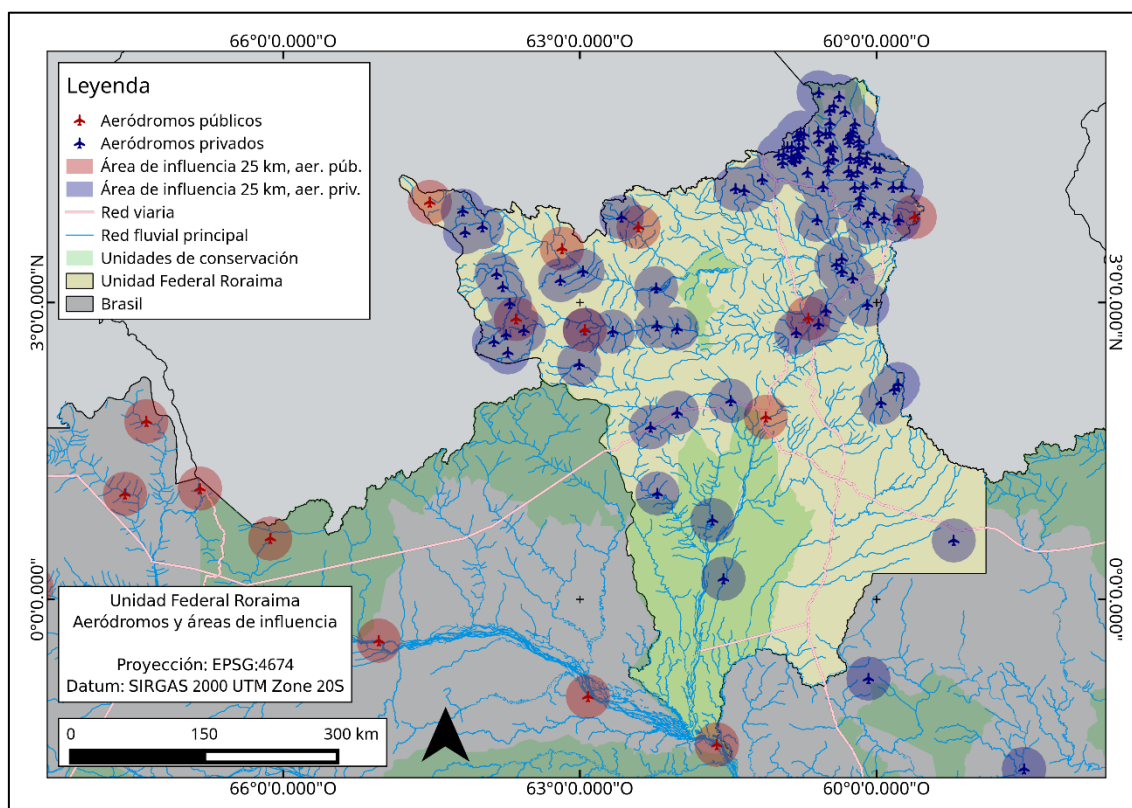 66°0'0.000"O 63°0'0.000"O 60°0'0.000"O
Leyenda
Aeródromos públicos
Aeródromos privados
Área de influencia 25 km, aer. púb.
Área de influencia 25 km, aer. priv.
Red viaria
Red fluvial principal
Unidades de conservación
Unidad Federal Roraima
Brasil
3°0'0.000"N
3°0'0.000"N
0°0'0.000"
0°0'0.000"
Unidad Federal Roraima
Aeródromos y áreas de influencia
Proyección: EPSG:4674
Datum: SIRGAS 2000 UTM Zone 20S
0 150 300 km
66°0'0.000"O 63°0'0.000"O 60°0'0.000"O